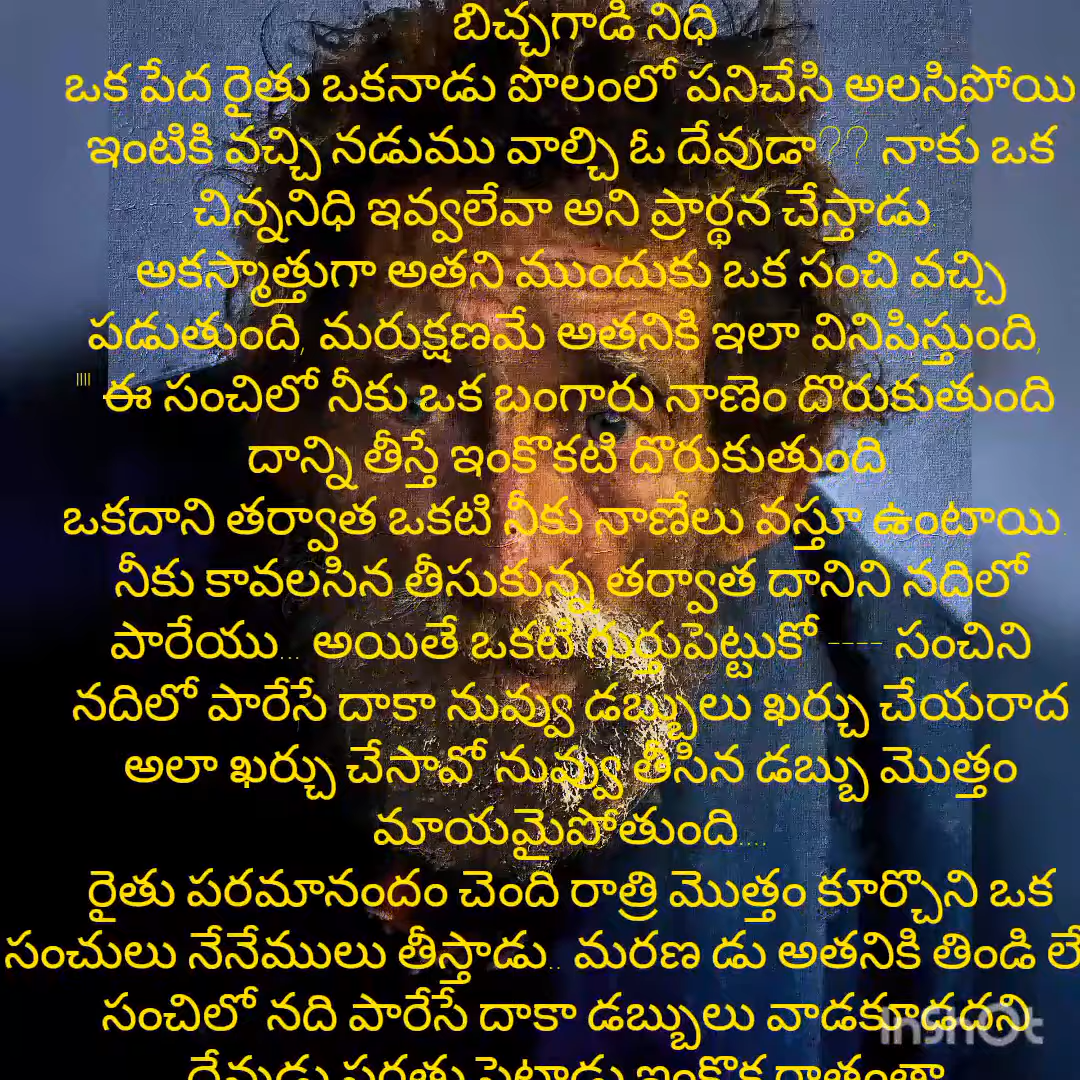 బిచ్చగాడి నిధి
ఒక పేద రైతు ఒకనాడు పొలంలో పనిచేసి అలసిపోయి
ఇంటికి వచ్చి నడుము వాల్చి ఓ దేవుడా?? నాకు ఒక
చిన్ననిధి ఇవ్వలేవా అని ప్రార్థన చేస్తాడు.
అకస్మాత్తుగా అతని ముందుకు ఒక సంచి వచ్చి
పడుతుంది, మరుక్షణమే అతనికి ఇలా వినిపిస్తుంది,
"" ఈ సంచిలో నీకు ఒక బంగారు నాణెం దొరుకుతుంది
దాన్ని తీస్తే ఇంకొకటి దొరుకుతుంది
ఒకదాని తర్వాత ఒకటి నీకు నాణేలు వస్తూ ఉంటాయి.
నీకు కావలసిన తీసుకున్న తర్వాత దానిని నదిలో
పారేయు... అయితే ఒకటి గుర్తుపెట్టుకో ---- సంచిని
నదిలో పారేసే దాకా నువ్వు డబ్బులు ఖర్చు చేయరాద
అలా ఖర్చు చేసావో నువ్వు తీసిన డబ్బు మొత్తం
మాయమైపోతుంది....
రైతు పరమానందం చెంది రాత్రి మొత్తం కూర్చొని ఒక
సంచులు నేనేములు తీస్తాడు.. మరణ డు అతనికి తిండి లే
సంచిలో నది పారేసే దాకా డబ్బులు వాడకూడదని
దేవుడు షరతు పెట్టాడు ఇంకొక రాత్రంతా
InShOt